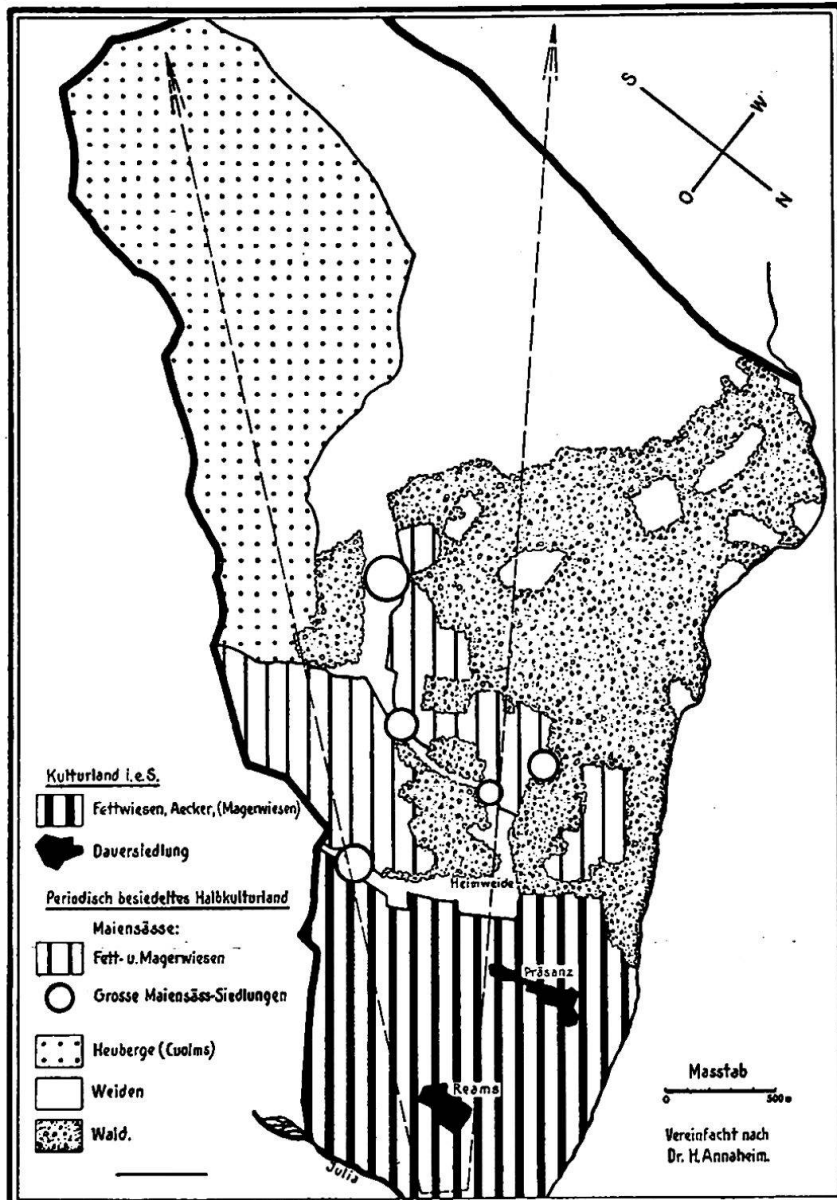 S
W
O
N
Kulturland i.e.S.
Fettwiesen, Aecker, (Magerwiesen)
Dauersiedlung
Periodisch besiedeltes Halbkulturland
Maiensässe:
Fett- u. Magerwiesen
Grosse Maiensäss-Siedlungen
Heuberge (Cuolms)
Weiden
Wald.
Heimweide
Präsanz
Reams
Julia
Masstab
0 500 m
Vereinfacht nach
Dr. H. Annaheim.